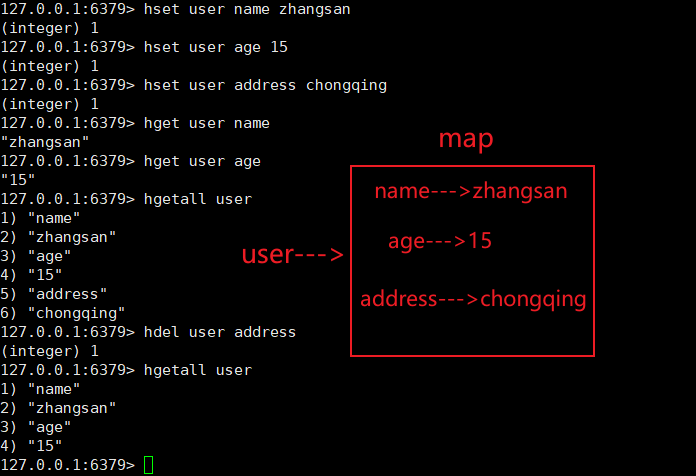 127.0.0.1:6379> hset user name zhangsan
(integer) 1
127.0.0.1:6379> hset user age 15
(integer) 1
127.0.0.1:6379> hset user address chongqing
(integer) 1
127.0.0.1:6379> hget user name
"zhangsan"
127.0.0.1:6379> hget user age
"15"
127.0.0.1:6379> hgetall user
1) "name"
2) "zhangsan"
3) "age"
4) "15"
5) "address"
6) "chongqing"
127.0.0.1:6379> hdel user address
(integer) 1
127.0.0.1:6379> hgetall user
1) "name"
2) "zhangsan"
3) "age"
4) "15"
127.0.0.1:6379>
map
user--->
name--->zhangsan
age--->15
address--->chongqing